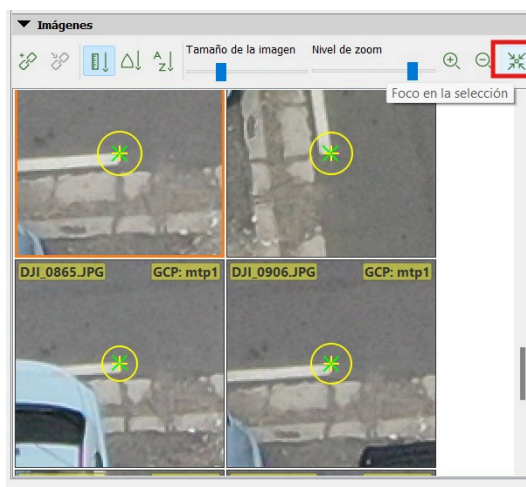 Imágenes
Tamaño de la imagen Nivel de zoom
Foco en la selección
DJI_0865.JPG GCP: mtp1 DJI_0906.JPG GCP: mtp1